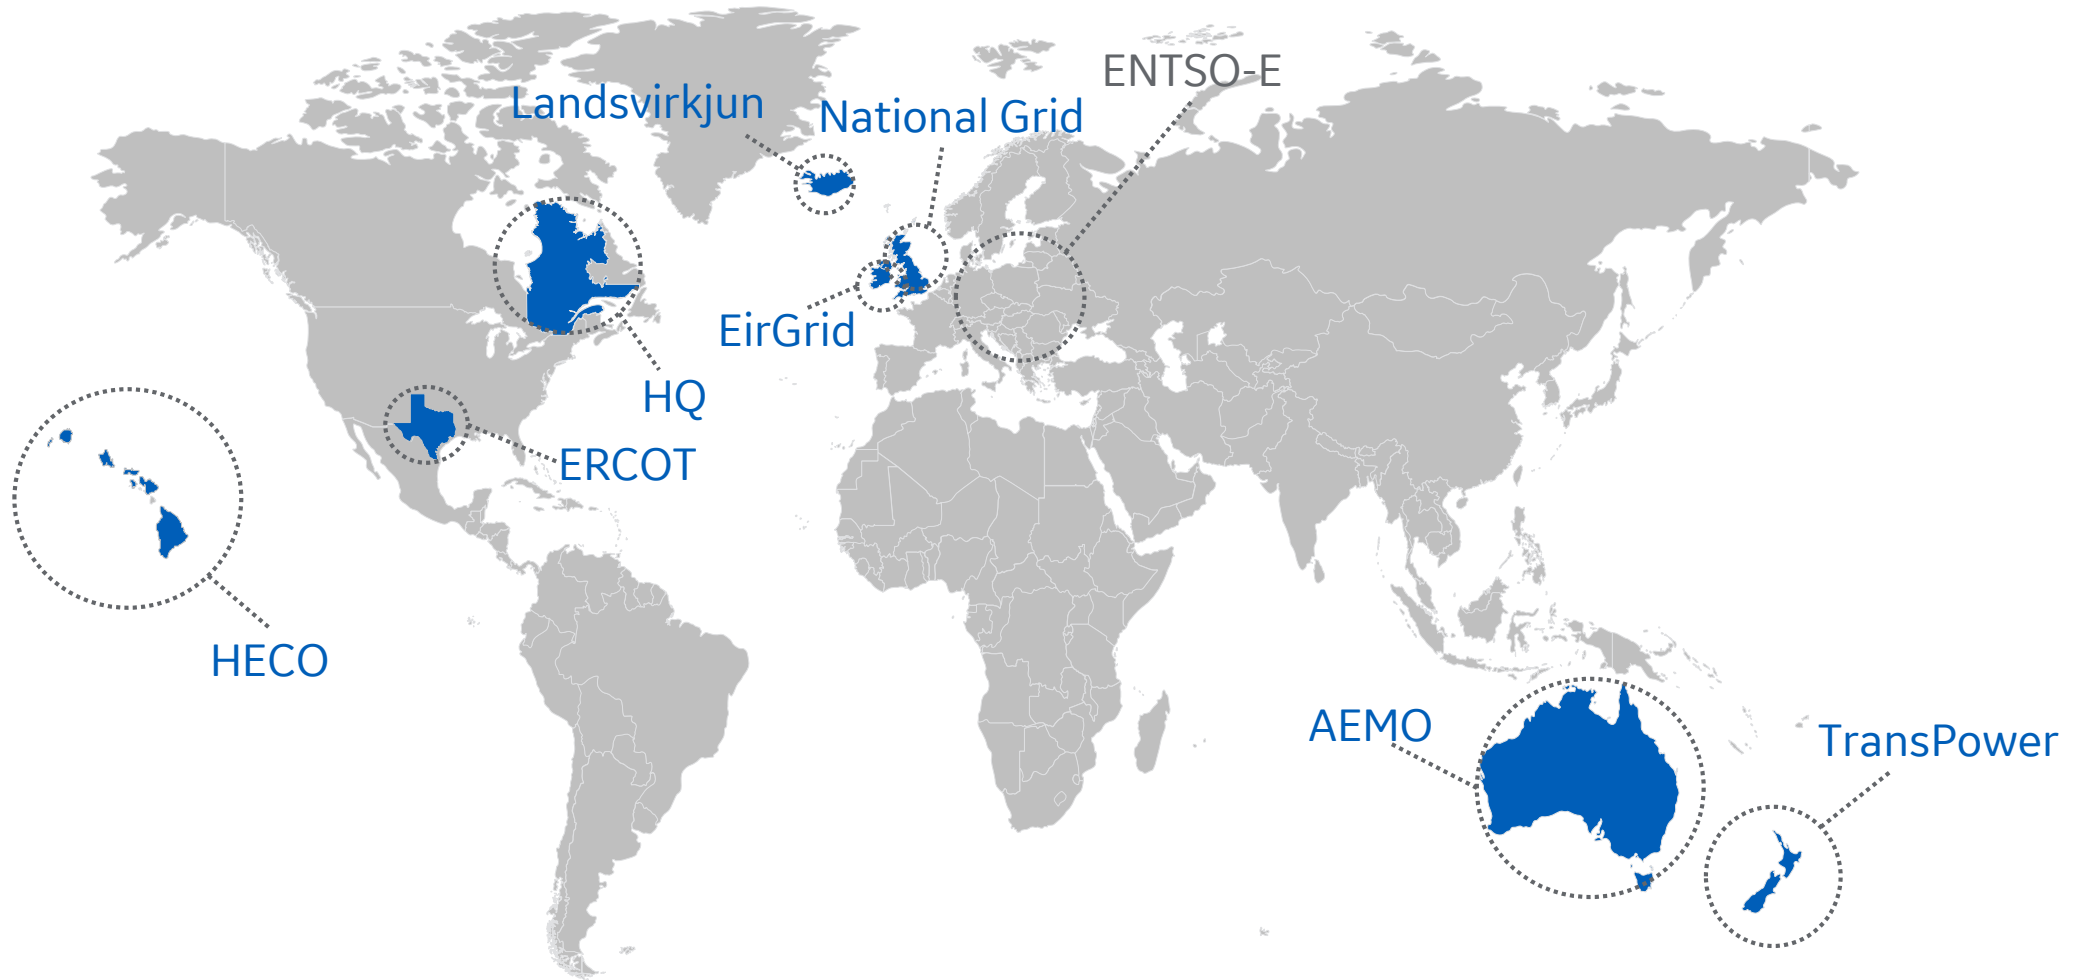 ENTSO-E
Landsvirkjun
National Grid
EirGrid
HQ
ERCOT
HECO
AEMO
TransPower